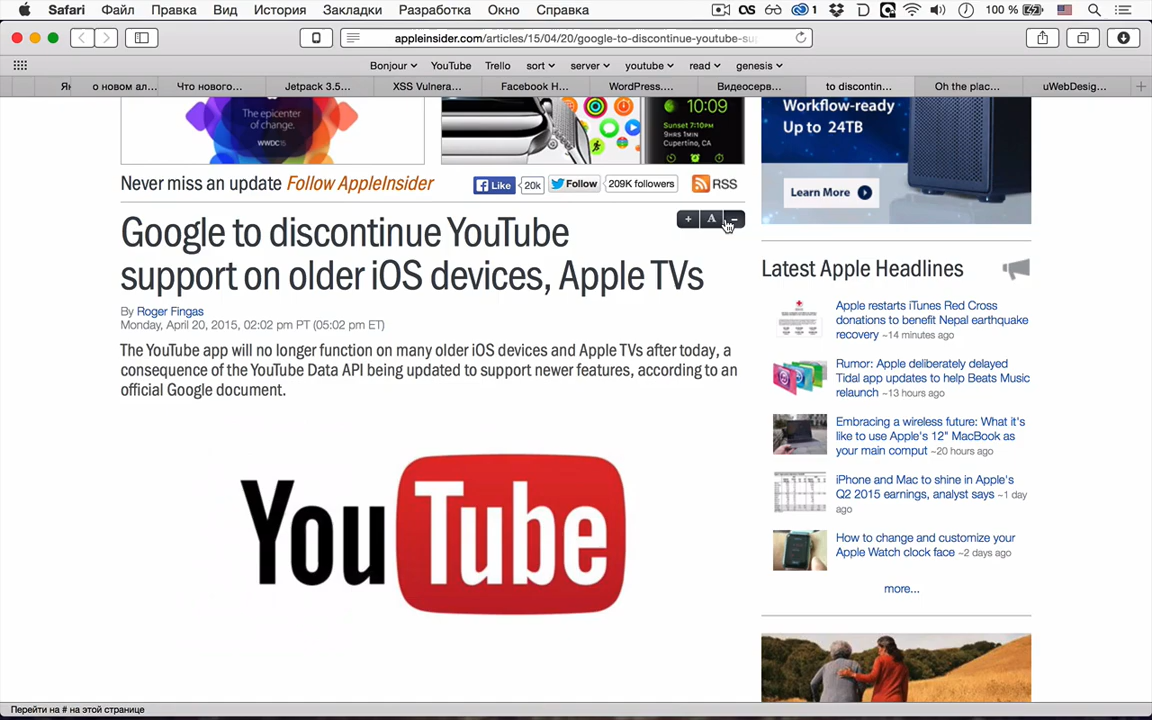 Safari Файл Правка Вид История Закладки Разработка Окно Справка 1 100 %
appleinsider.com/articles/15/04/20/google-to-discontinue-youtube-su
Bonjour YouTube Trello sort server youtube read genesis
о новом ал... Что нового... Jetpack 3.5... XSS Vulnera... Facebook H... WordPress.... Видеосерв... to discontin... Oh the plac... uWebDesig...
The epicenter
of change.
WWDC15
10:09
Sunset 7:10PM
9HRS 1MIN
Cupertino, CA
Workflow-ready
Up to 24TB
Learn More
Never miss an update Follow AppleInsider
Like 20k Follow 209K followers RSS
+ A -
Google to discontinue YouTube
support on older iOS devices, Apple TVs
By Roger Fingas
Monday, April 20, 2015, 02:02 pm PT (05:02 pm ET)
The YouTube app will no longer function on many older iOS devices and Apple TVs after today, a
consequence of the YouTube Data API being updated to support newer features, according to an
official Google document.
YouTube
Latest Apple Headlines
Apple restarts iTunes Red Cross
donations to benefit Nepal earthquake
recovery ~14 minutes ago
Rumor: Apple deliberately delayed
Tidal app updates to help Beats Music
relaunch ~13 hours ago
Embracing a wireless future: What it's
like to use Apple's 12" MacBook as
your main comput ~20 hours ago
iPhone and Mac to shine in Apple's
Q2 2015 earnings, analyst says ~1 day
ago
How to change and customize your
Apple Watch clock face ~2 days ago
more...
Перейти на # на этой странице